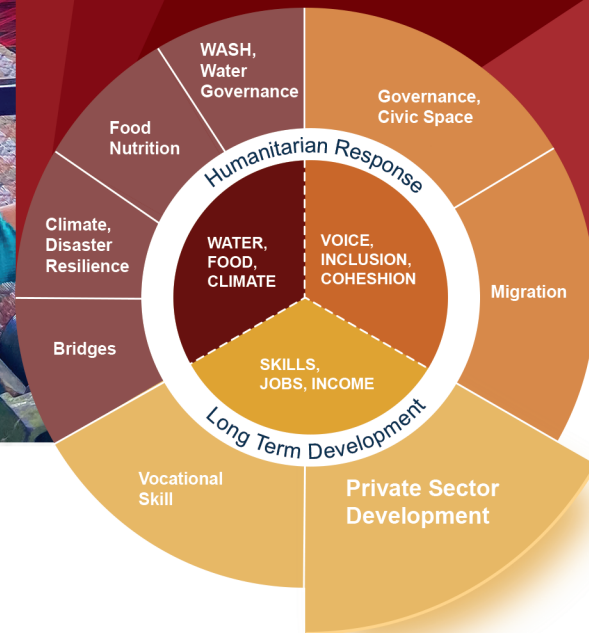 WASH,
Water
Governance
Governance,
Civic Space
Food
Nutrition
Humanitarian Response
Climate,
Disaster
Resilience
WATER,
FOOD,
CLIMATE
VOICE,
INCLUSION,
COHESHION
Migration
Bridges
SKILLS,
JOBS, INCOME
Long Term Development
Vocational
Skill
Private Sector
Development